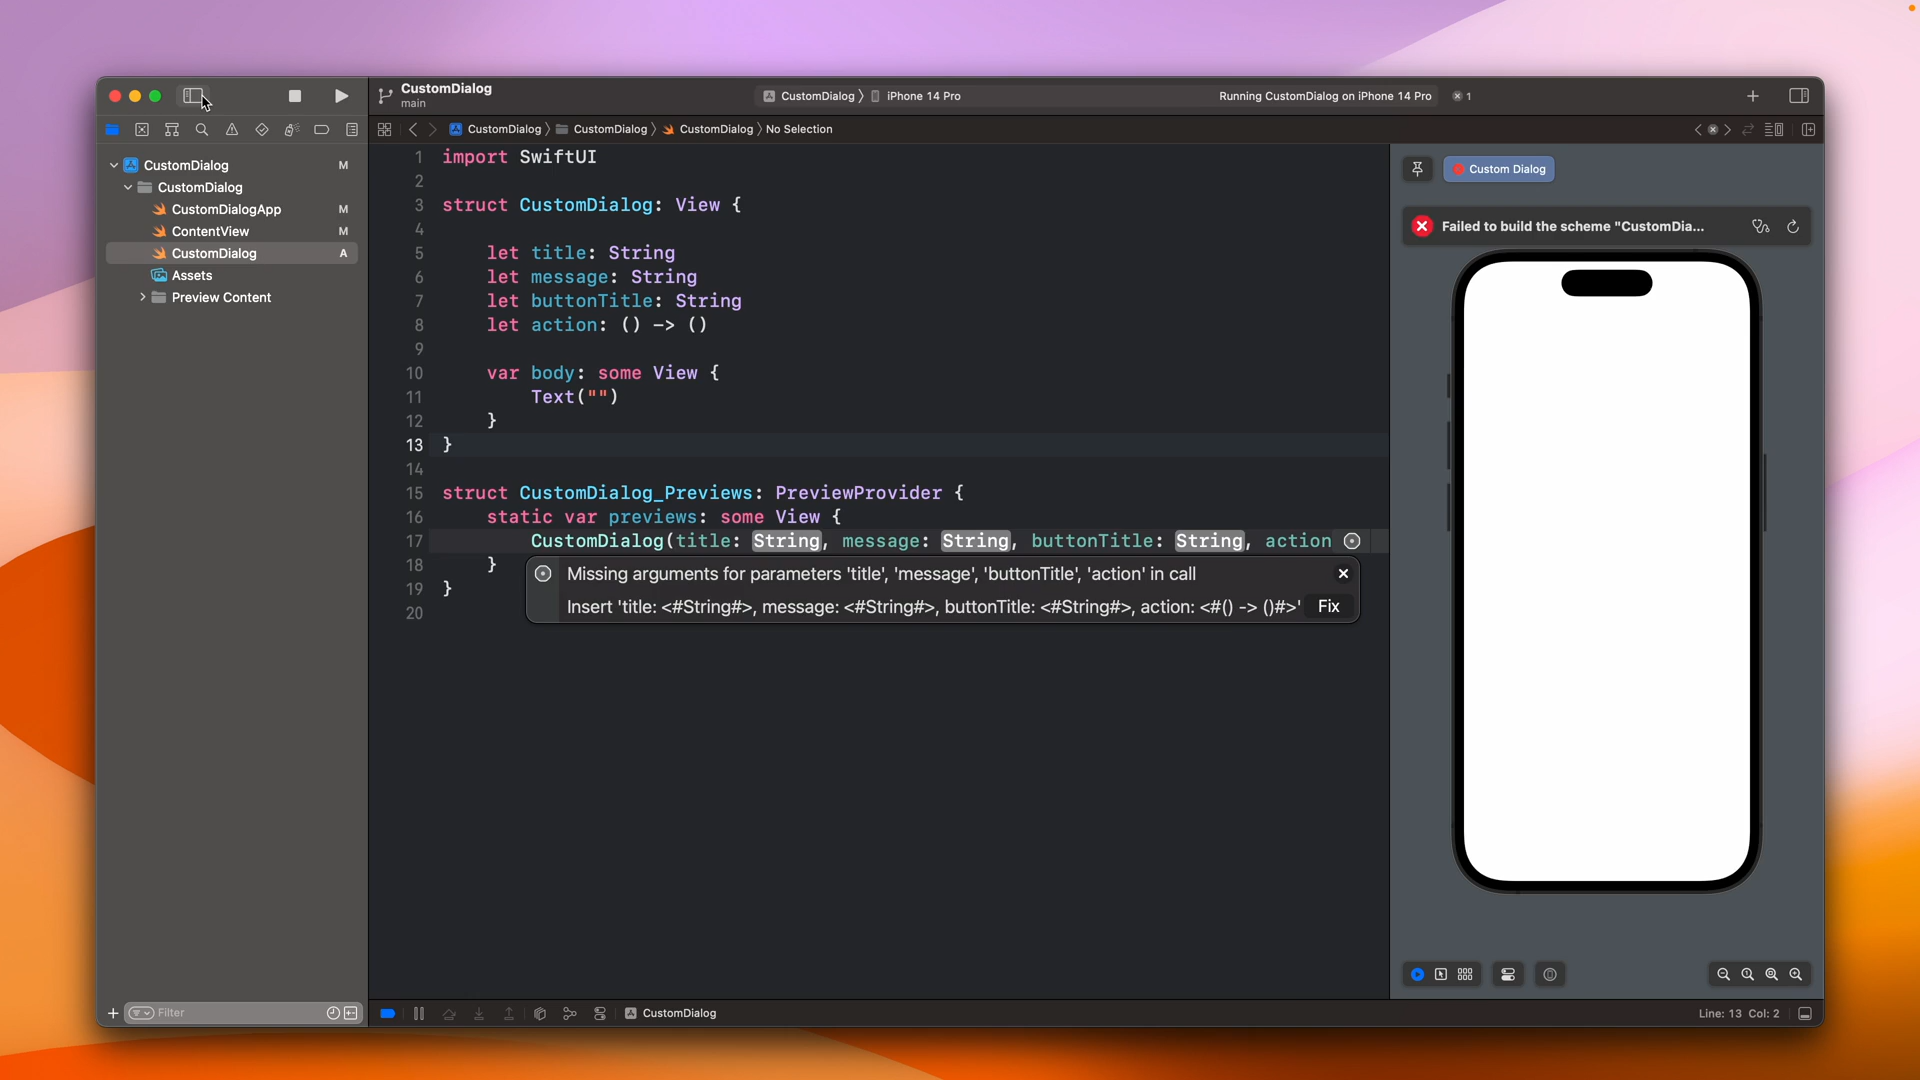 CustomDialog
main
CustomDialog 〉 iPhone 14 Pro
Running CustomDialog on iPhone 14 Pro
1
CustomDialog 〉 CustomDialog 〉 CustomDialog 〉 No Selection
CustomDialog M
CustomDialog
CustomDialogApp M
ContentView M
CustomDialog A
Assets
Preview Content
1 import SwiftUI
2
3 struct CustomDialog: View {
4
5 let title: String
6 let message: String
7 let buttonTitle: String
8 let action: () -> ()
9
10 var body: some View {
11 Text("")
12 }
13 }
14
15 struct CustomDialog_Previews: PreviewProvider {
16 static var previews: some View {
17 CustomDialog(title: String, message: String, buttonTitle: String, action
18 }
19 }
20
Missing arguments for parameters 'title', 'message', 'buttonTitle', 'action' in call
Insert 'title: <#String#>, message: <#String#>, buttonTitle: <#String#>, action: <#() -> ()#>' Fix
Custom Dialog
Failed to build the scheme "CustomDia...
Filter
CustomDialog
Line: 13 Col: 2